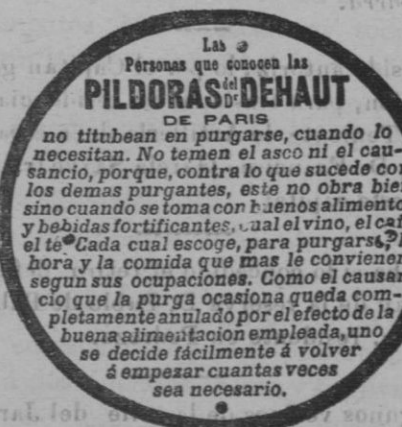 Las
Personas que conocen las
PILDORAS del Dr DEHAUT
DE PARIS
no titubean en purgarse, cuando lo
necesitan. No temen el asco ni el cau-
sancio, porque, contra lo que sucede con
los demas purgantes, este no obra bien
sino cuando se toma con buenos alimentos
y bebidas fortificantes, cual el vino, el café
el té. Cada cual escoge, para purgarse,
hora y la comida que mas le convienen
segun sus ocupaciones. Como el causan
cio que la purga ocasiona queda com-
pletamente anulado por el efecto de la
buena alimentacion empleada, uno
se decide fácilmente á volver
á empezar cuantas veces
sea necesario.